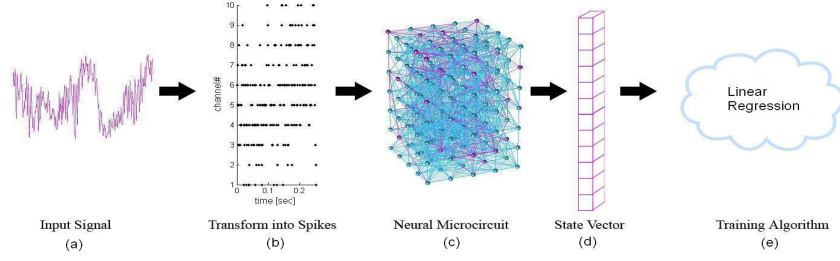 10
9
8
7
6
5
4
3
2
1
channel#
0
0.1
0.2
time [sec]
Linear
Regression
Input Signal
Transform into Spikes
Neural Microcircuit
State Vector
Training Algorithm
(a)
(b)
(c)
(d)
(e)